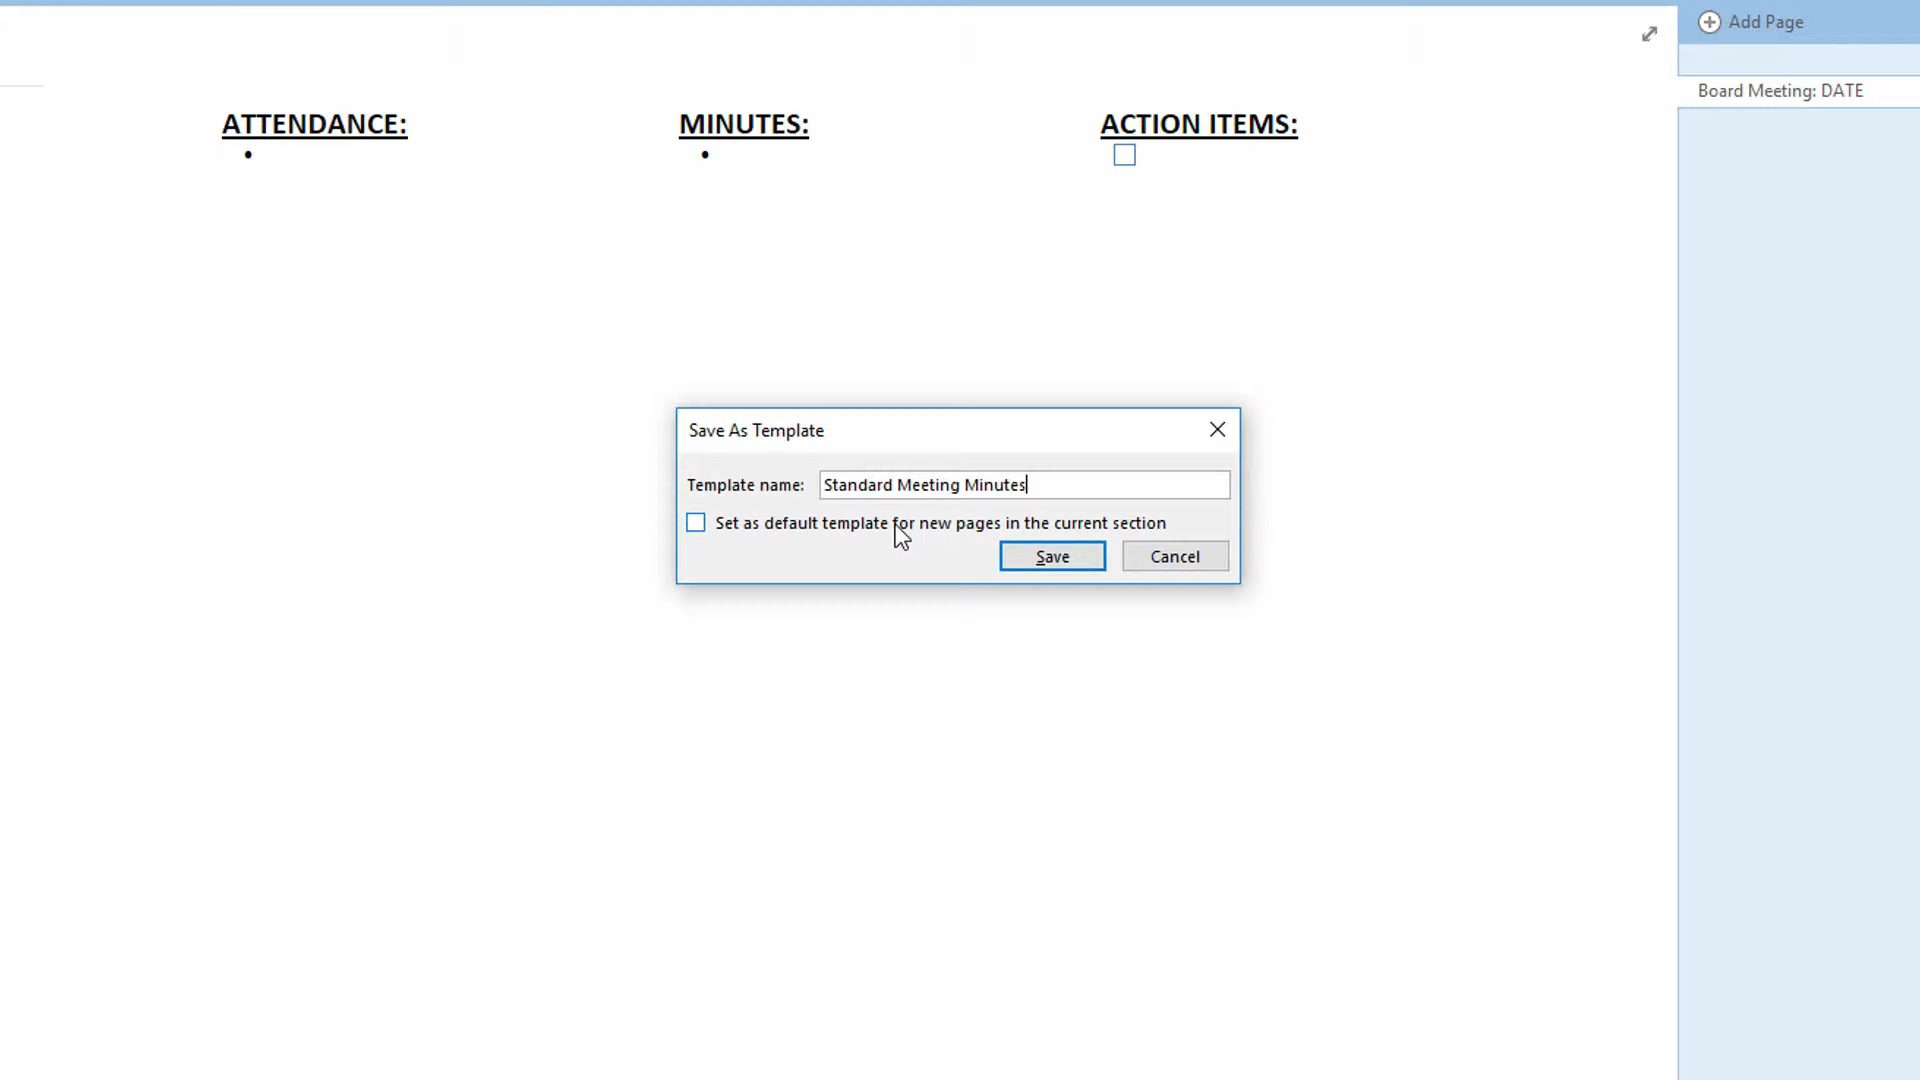 Add Page
Board Meeting: DATE
ATTENDANCE:
MINUTES:
ACTION ITEMS:
•
•
Save As Template
Template name: Standard Meeting Minutes
Set as default template for new pages in the current section
Save
Cancel